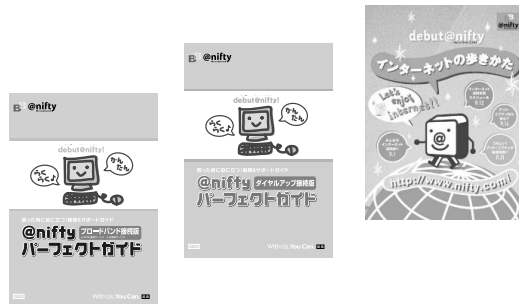 @nifty
debut@nifty!
らく
らく♪
かん
たん
困った時に役に立つ!接続&サポートガイド
@nifty ブロードバンド接続版
パーフェクトガイド
With Us, You Can.
@nifty
debut@nifty!
らく
らく♪
かん
たん
困った時に役に立つ!接続&サポートガイド
@nifty ダイヤルアップ接続版
パーフェクトガイド
With Us, You Can.
@nifty
debut@nifty
インターネットの歩きかた
Let's
enjoy
internet!!
@
http://www.nifty.com/